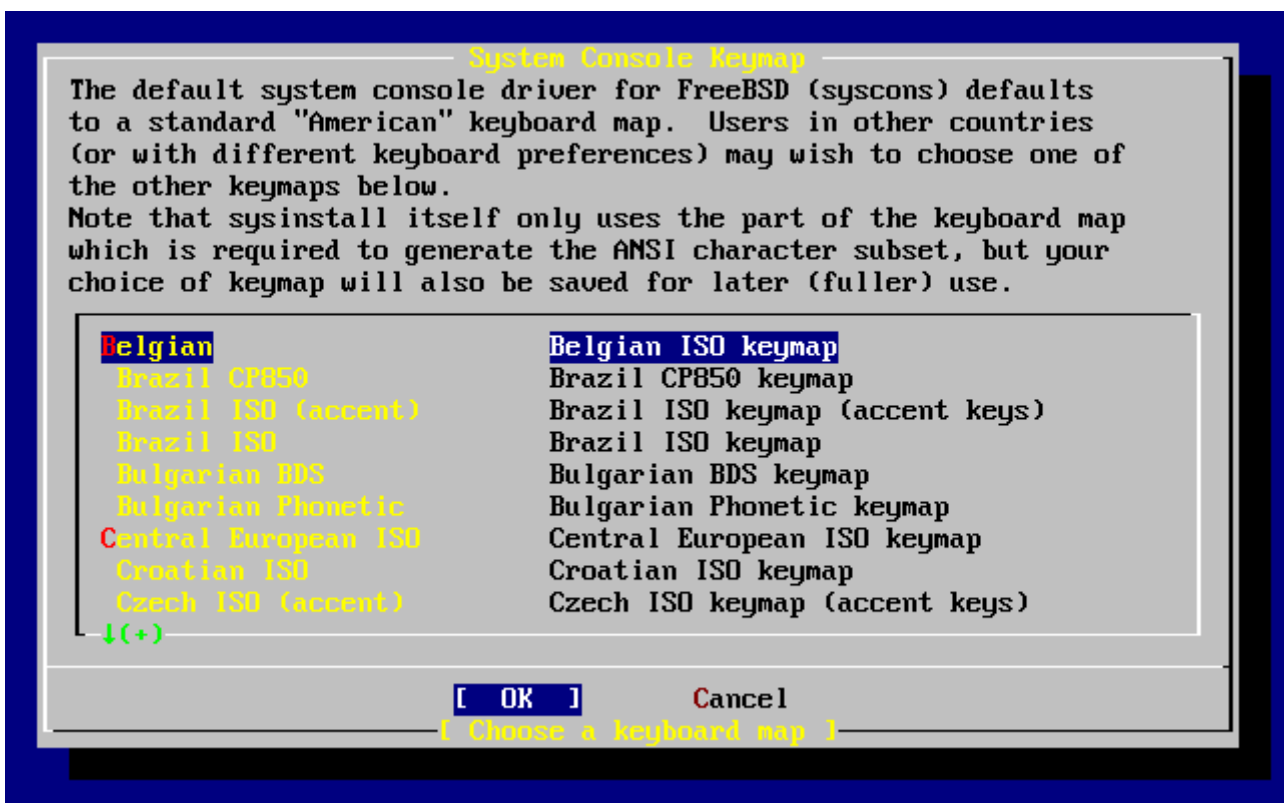 System Console Keymap
The default system console driver for FreeBSD (syscons) defaults
to a standard "American" keyboard map.  Users in other countries
(or with different keyboard preferences) may wish to choose one of
the other keymaps below.
Note that sysinstall itself only uses the part of the keyboard map
which is required to generate the ANSI character subset, but your
choice of keymap will also be saved for later (fuller) use.
Belgian Belgian ISO keymap
Brazil CP850 Brazil CP850 keymap
Brazil ISO (accent) Brazil ISO keymap (accent keys)
Brazil ISO Brazil ISO keymap
Bulgarian BDS Bulgarian BDS keymap
Bulgarian Phonetic Bulgarian Phonetic keymap
Central European ISO Central European ISO keymap
Croatian ISO Croatian ISO keymap
Czech ISO (accent) Czech ISO keymap (accent keys)
↓(+)
[ OK ] Cancel
[ Choose a keyboard map ]